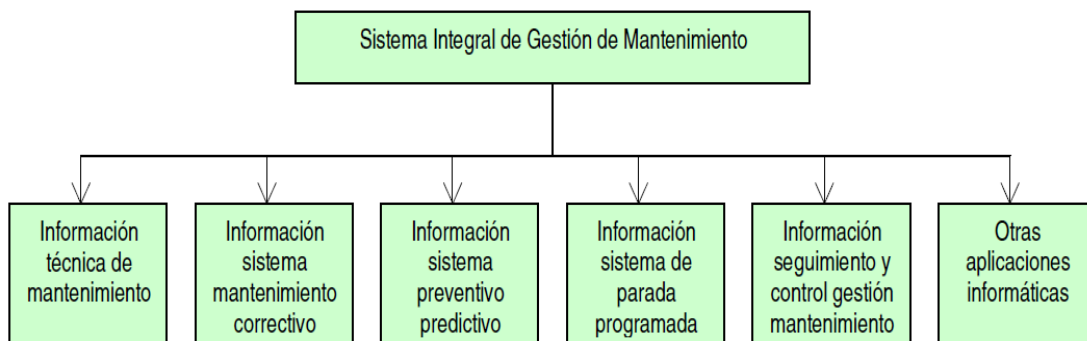 Sistema Integral de Gestión de Mantenimiento
Información
técnica de
mantenimiento
Información
sistema
mantenimiento
correctivo
Información
sistema
preventivo
predictivo
Información
sistema de
parada
programada
Información
seguimiento y
control gestión
mantenimiento
Otras
aplicaciones
informáticas